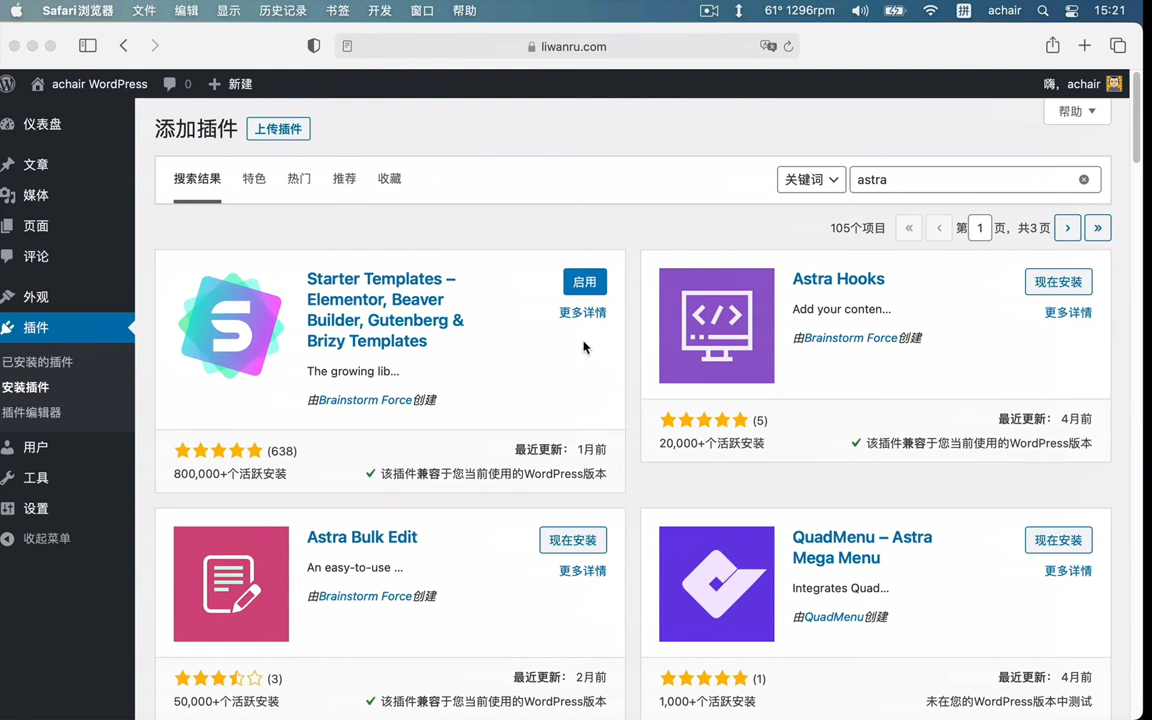 Safari浏览器 文件 编辑 显示 历史记录 书签 开发 窗口 帮助 61° 1296rpm 拼 achair 15:21
liwanru.com
achair WordPress 0 新建 嗨，achair
仪表盘
文章
媒体
页面
评论
外观
插件
已安装的插件
安装插件
插件编辑器
用户
工具
设置
收起菜单
帮助
添加插件 上传插件
搜索结果 特色 热门 推荐 收藏 关键词 astra
105个项目 « ‹ 第 1 页，共3页 › »
Starter Templates –
Elementor, Beaver
Builder, Gutenberg &
Brizy Templates
启用
更多详情
The growing lib...
由Brainstorm Force创建
(638)
最近更新： 1月前
800,000+个活跃安装
该插件兼容于您当前使用的WordPress版本
Astra Hooks
现在安装
更多详情
Add your conten...
由Brainstorm Force创建
(5)
最近更新： 4月前
20,000+个活跃安装
该插件兼容于您当前使用的WordPress版本
Astra Bulk Edit
现在安装
更多详情
An easy-to-use ...
由Brainstorm Force创建
(3)
最近更新： 2月前
50,000+个活跃安装
该插件兼容于您当前使用的WordPress版本
QuadMenu – Astra
Mega Menu
现在安装
更多详情
Integrates Quad...
由QuadMenu创建
(1)
最近更新： 4月前
1,000+个活跃安装
未在您的WordPress版本中测试